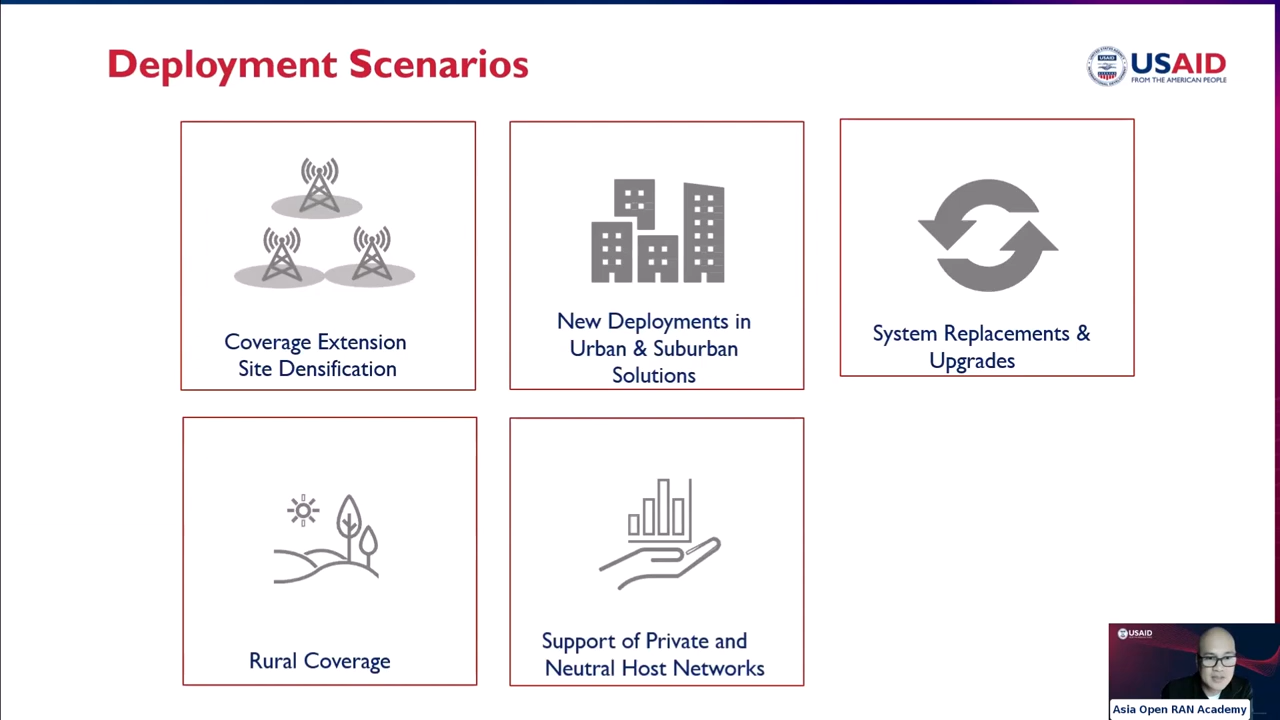 Deployment Scenarios
USAID
FROM THE AMERICAN PEOPLE
Coverage Extension
Site Densification
New Deployments in
Urban & Suburban
Solutions
System Replacements &
Upgrades
Rural Coverage
Support of Private and
Neutral Host Networks
USAID
Asia Open RAN Academy